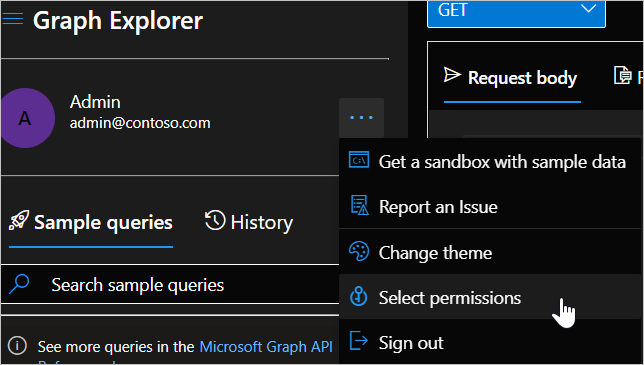 Graph Explorer
GET
A
Admin
admin@contoso.com
Request body
Sample queries
History
Search sample queries
See more queries in the Microsoft Graph API
Get a sandbox with sample data
Report an Issue
Change theme
Select permissions
Sign out